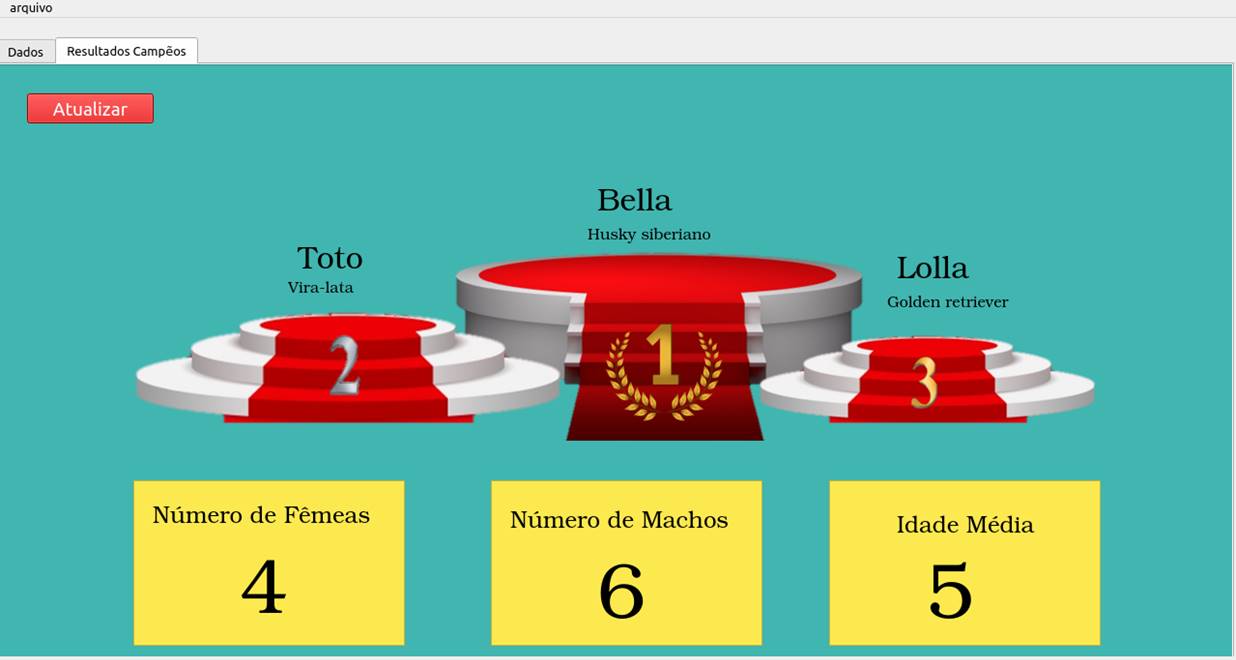 arquivo
Dados
Resultados Campẽos
Atualizar
Bella
Husky siberiano
Toto
Vira-lata
Lolla
Golden retriever
2
1
3
Número de Fêmeas
4
Número de Machos
6
Idade Média
5